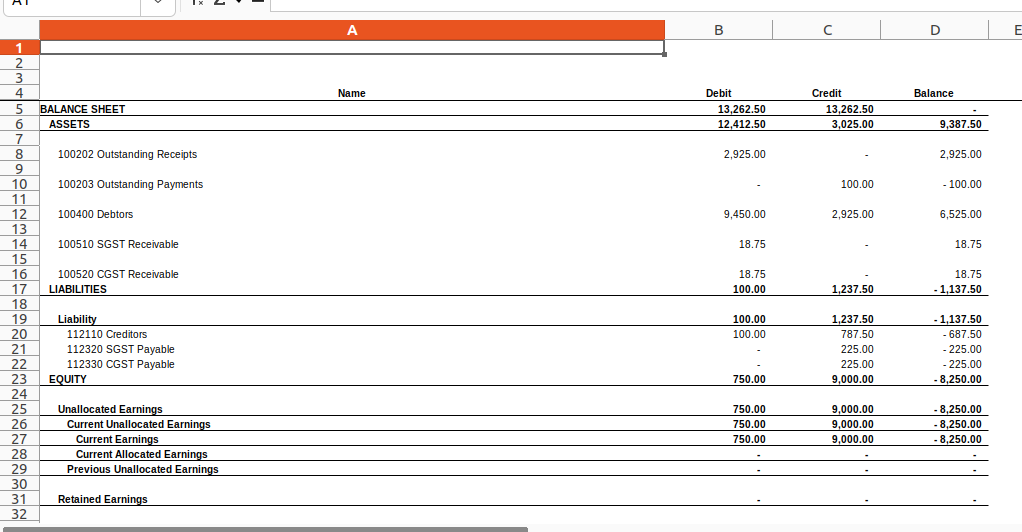 A B C D E
1
2
3
4 Name Debit Credit Balance
5 BALANCE SHEET 13,262.50 13,262.50 -
6 ASSETS 12,412.50 3,025.00 9,387.50
7
8 100202 Outstanding Receipts 2,925.00 - 2,925.00
9
10 100203 Outstanding Payments - 100.00 - 100.00
11
12 100400 Debtors 9,450.00 2,925.00 6,525.00
13
14 100510 SGST Receivable 18.75 - 18.75
15
16 100520 CGST Receivable 18.75 - 18.75
17 LIABILITIES 100.00 1,237.50 - 1,137.50
18
19 Liability 100.00 1,237.50 - 1,137.50
20 112110 Creditors 100.00 787.50 - 687.50
21 112320 SGST Payable - 225.00 - 225.00
22 112330 CGST Payable - 225.00 - 225.00
23 EQUITY 750.00 9,000.00 - 8,250.00
24
25 Unallocated Earnings 750.00 9,000.00 - 8,250.00
26 Current Unallocated Earnings 750.00 9,000.00 - 8,250.00
27 Current Earnings 750.00 9,000.00 - 8,250.00
28 Current Allocated Earnings - - -
29 Previous Unallocated Earnings - - -
30
31 Retained Earnings - - -
32